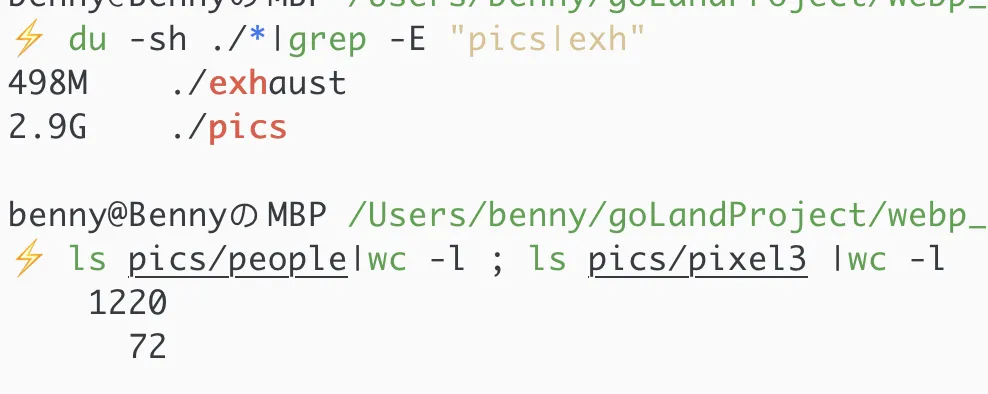 benny@BennyのMBP /Users/benny/goLandProject/webp_
⚡ du -sh ./*|grep -E "pics|exh"
498M    ./exhaust
2.9G    ./pics
benny@BennyのMBP /Users/benny/goLandProject/webp_
⚡ ls pics/people|wc -l ; ls pics/pixel3 |wc -l
1220
72